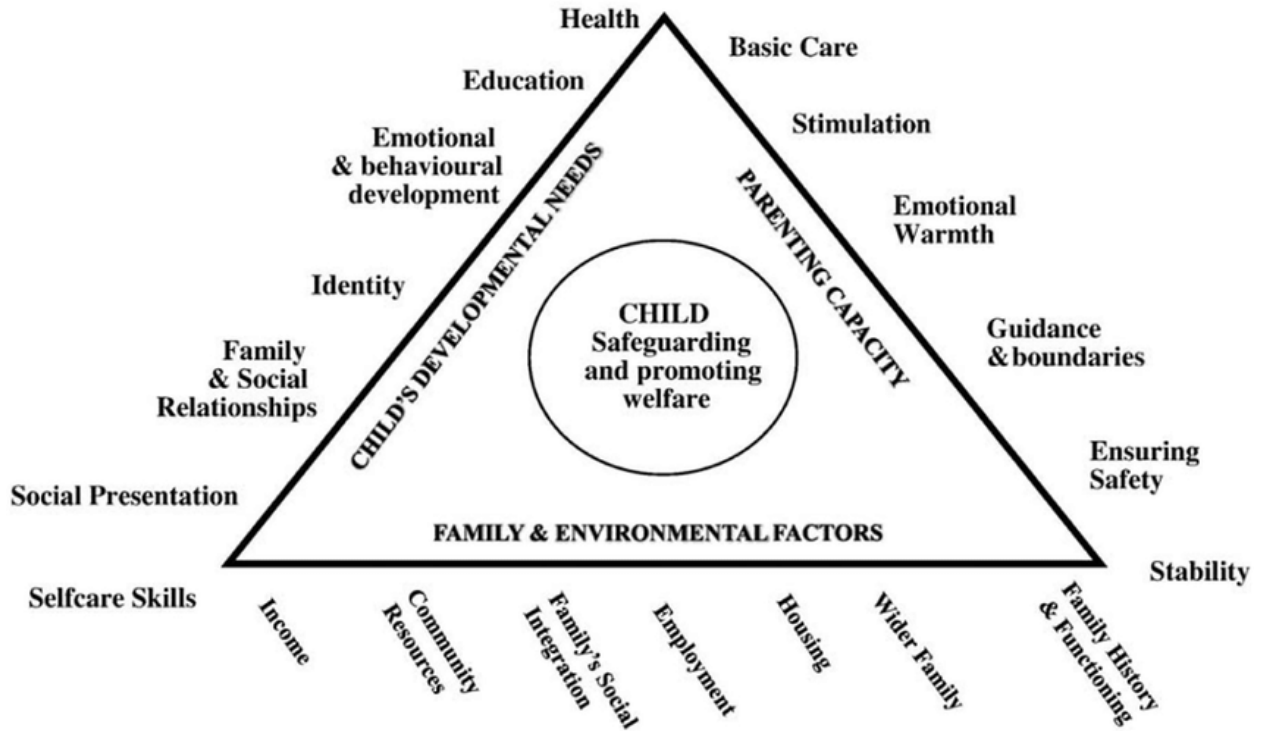 Health
Education
Emotional
& behavioural
development
Identity
Family
& Social
Relationships
Social Presentation
Selfcare Skills
CHILD'S DEVELOPMENTAL NEEDS
Basic Care
Stimulation
Emotional
Warmth
Guidance
& boundaries
Ensuring
Safety
Stability
PARENTING CAPACITY
CHILD
Safeguarding
and promoting
welfare
FAMILY & ENVIRONMENTAL FACTORS
Income
Community
Resources
Family's Social
Integration
Employment
Housing
Wider Family
Family History
& Functioning